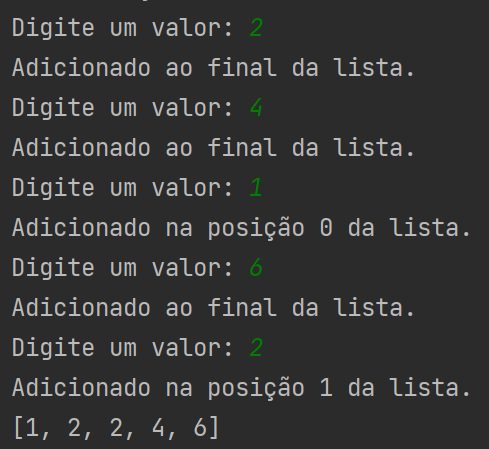 Digite um valor: 2
Adicionado ao final da lista.
Digite um valor: 4
Adicionado ao final da lista.
Digite um valor: 1
Adicionado na posição 0 da lista.
Digite um valor: 6
Adicionado ao final da lista.
Digite um valor: 2
Adicionado na posição 1 da lista.
[1, 2, 2, 4, 6]